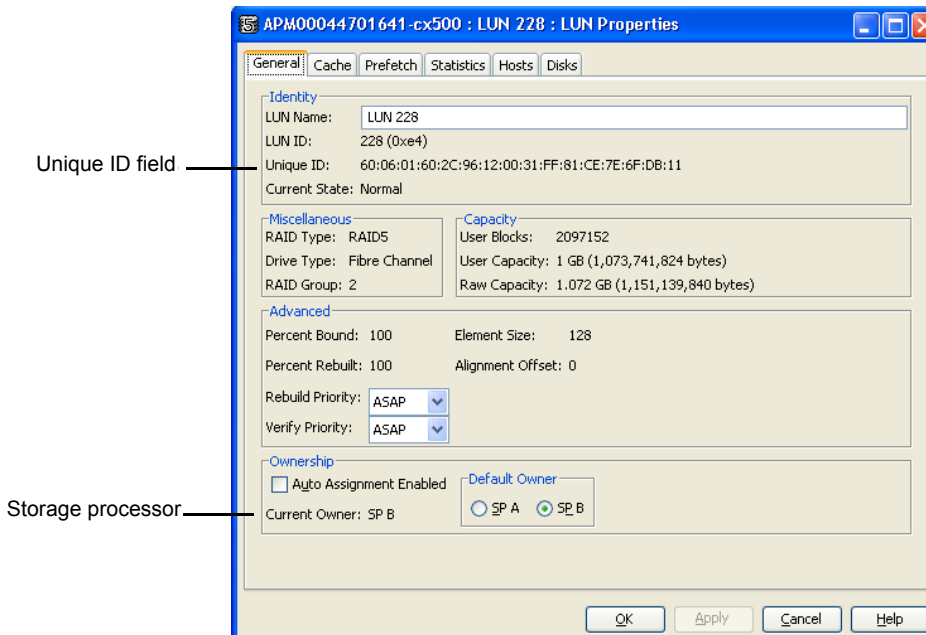 APM00044701641-cx500 : LUN 228 : LUN Properties
General Cache Prefetch Statistics Hosts Disks
Identity
LUN Name: LUN 228
LUN ID: 228 (0xe4)
Unique ID field
Unique ID: 60:06:01:60:2C:96:12:00:31:FF:81:CE:7E:6F:DB:11
Current State: Normal
Miscellaneous
RAID Type: RAID5
Drive Type: Fibre Channel
RAID Group: 2
Capacity
User Blocks: 2097152
User Capacity: 1 GB (1,073,741,824 bytes)
Raw Capacity: 1.072 GB (1,151,139,840 bytes)
Advanced
Percent Bound: 100 Element Size: 128
Percent Rebuilt: 100 Alignment Offset: 0
Rebuild Priority: ASAP
Verify Priority: ASAP
Ownership
Auto Assignment Enabled
Default Owner
SP A SP B
Storage processor
Current Owner: SP B
OK Apply Cancel Help